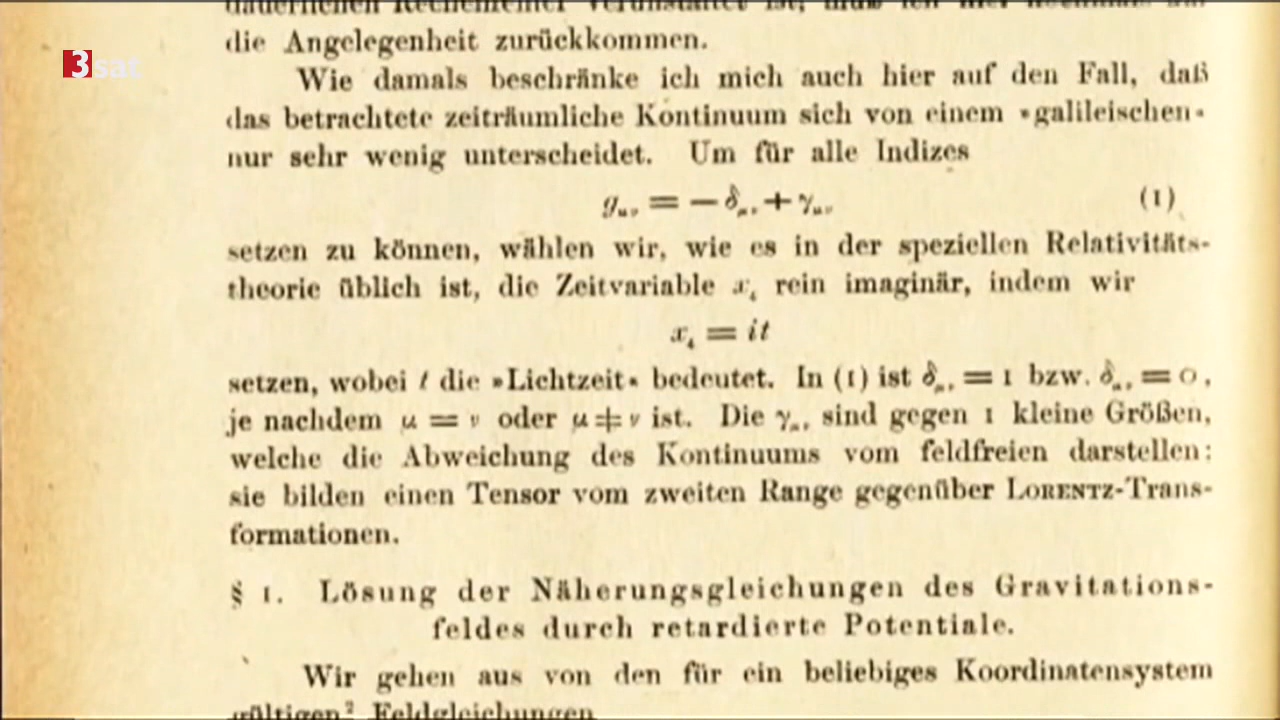 3sat
die Angelegenheit zurückkommen.
Wie damals beschränke ich mich auch hier auf den Fall, daß
das betrachtete zeiträumliche Kontinuum sich von einem »galileischen«
nur sehr wenig unterscheidet. Um für alle Indizes
gμν = — δμν + γμν (1)
setzen zu können, wählen wir, wie es in der speziellen Relativitäts-
theorie üblich ist, die Zeitvariable x₄ rein imaginär, indem wir
x₄ = it
setzen, wobei t die »Lichtzeit« bedeutet. In (1) ist δμν = 1 bzw. δμν = 0,
je nachdem μ = ν oder μ ≠ ν ist. Die γμν sind gegen 1 kleine Größen,
welche die Abweichung des Kontinuums vom feldfreien darstellen;
sie bilden einen Tensor vom zweiten Range gegenüber LORENTZ-Trans-
formationen.
§ 1. Lösung der Näherungsgleichungen des Gravitations-
feldes durch retardierte Potentiale.
Wir gehen aus von den für ein beliebiges Koordinatensystem
gültigen² Feldgleichungen